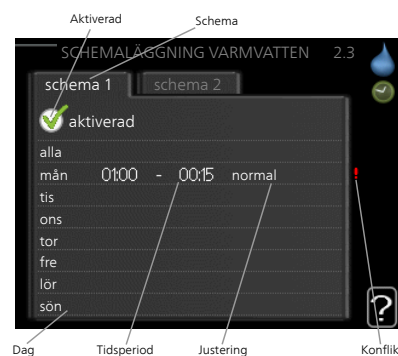 Aktiverad
Schema
SCHEMALÄGGNING VARMVATTEN 2.3
schema 1 schema 2
aktiverad
alla
mån 01:00 - 00:15 normal !
tis
ons
tor
fre
lör
sön
?
Dag Tidsperiod Justering Konflik